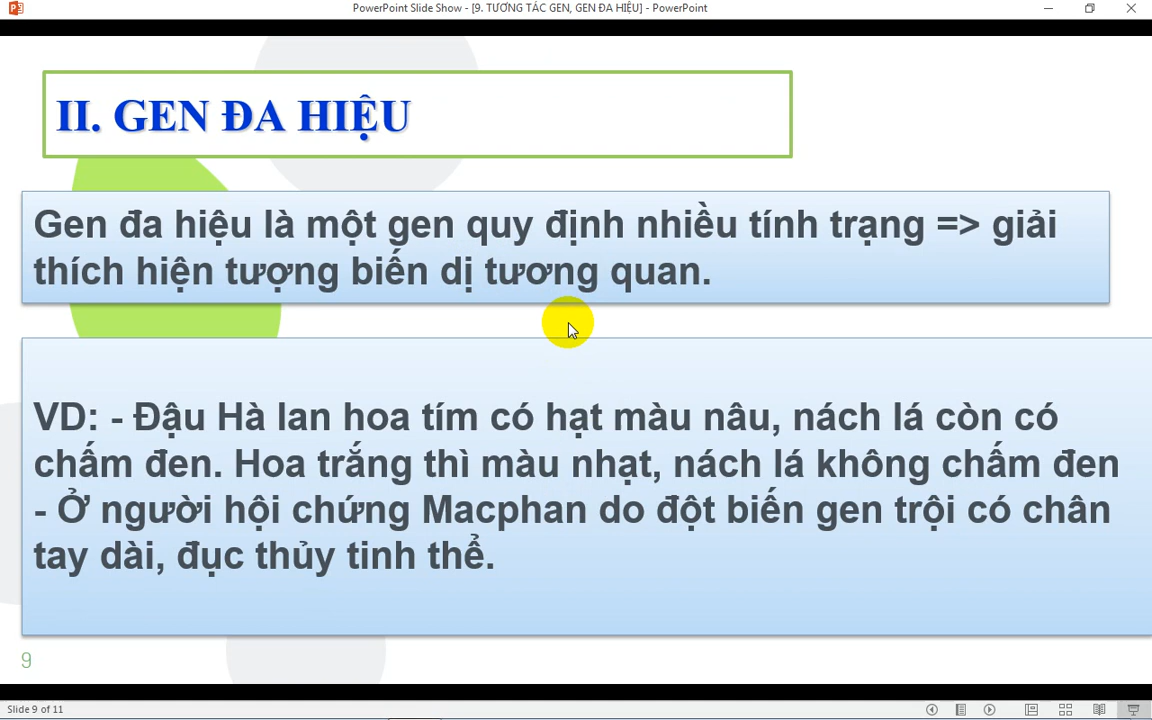 PowerPoint Slide Show - [9. TƯƠNG TÁC GEN, GEN ĐA HIỆU] - PowerPoint
II. GEN ĐA HIỆU
Gen đa hiệu là một gen quy định nhiều tính trạng => giải
thích hiện tượng biến dị tương quan.
VD: - Đậu Hà lan hoa tím có hạt màu nâu, nách lá còn có
chấm đen. Hoa trắng thì màu nhạt, nách lá không chấm đen
- Ở người hội chứng Macphan do đột biến gen trội có chân
tay dài, đục thủy tinh thể.
9
Slide 9 of 11